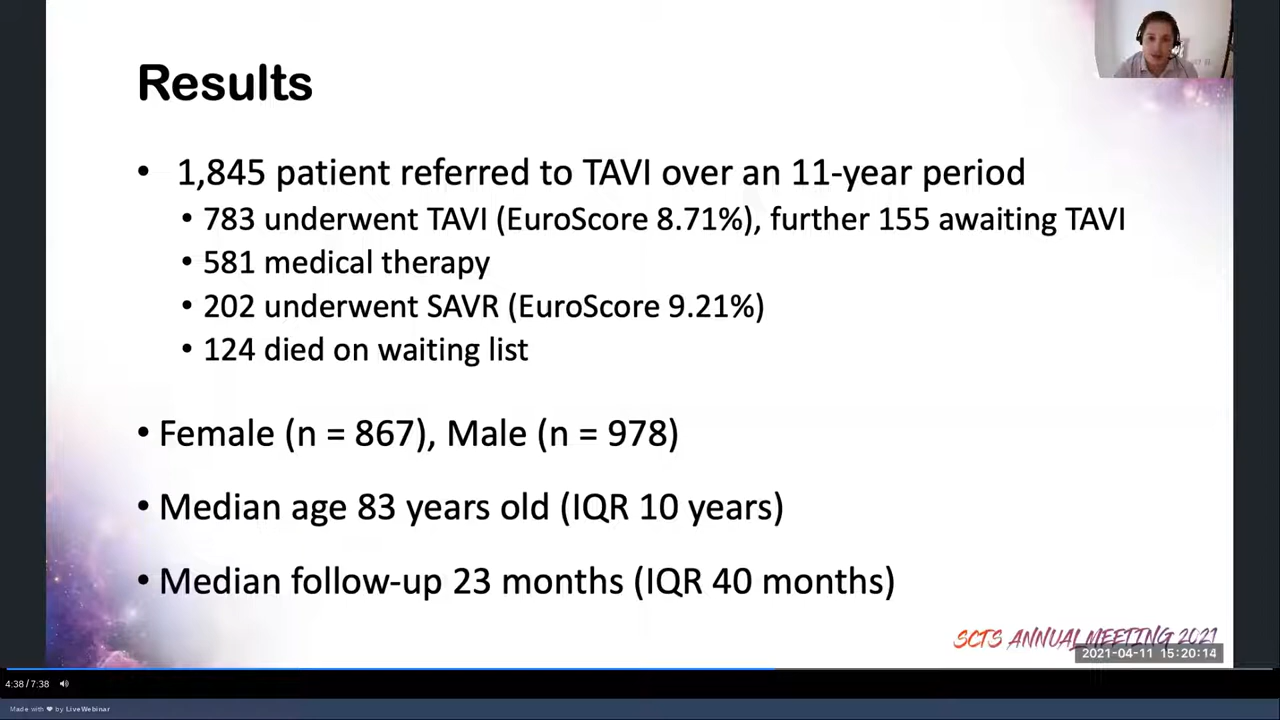 Results
• 1,845 patient referred to TAVI over an 11-year period
• 783 underwent TAVI (EuroScore 8.71%), further 155 awaiting TAVI
• 581 medical therapy
• 202 underwent SAVR (EuroScore 9.21%)
• 124 died on waiting list
• Female (n = 867), Male (n = 978)
• Median age 83 years old (IQR 10 years)
• Median follow-up 23 months (IQR 40 months)
SCTS ANNUAL MEETING 2021
2021-04-11 15:20:14
4:38 / 7:38
Made with ❤ by LiveWebinar